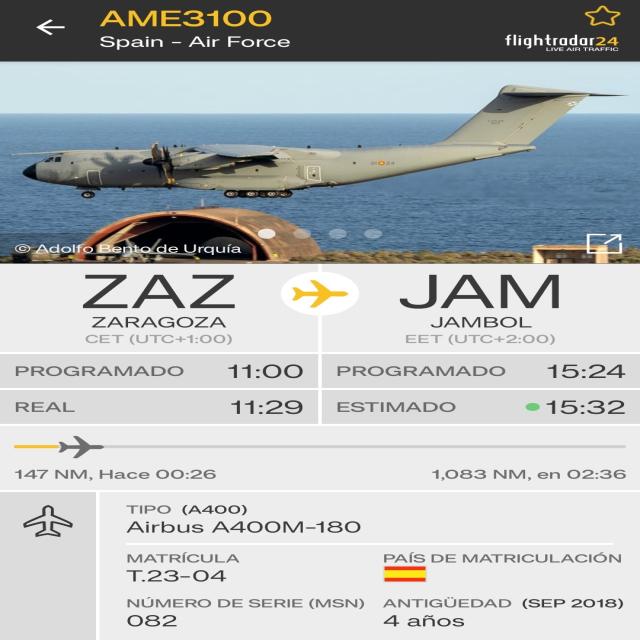 AME3100
Spain - Air Force
flightradar24
LIVE AIR TRAFFIC
© Adolfo Bento de Urquía
ZAZ
JAM
ZARAGOZA
JAMBOL
CET (UTC+1:00)
EET (UTC+2:00)
PROGRAMADO 11:00
PROGRAMADO 15:24
REAL 11:29
ESTIMADO 15:32
147 NM, Hace 00:26
1,083 NM, en 02:36
TIPO (A400)
Airbus A400M-180
MATRÍCULA
T.23-04
PAÍS DE MATRICULACIÓN
NÚMERO DE SERIE (MSN)
082
ANTIGÜEDAD (SEP 2018)
4 años